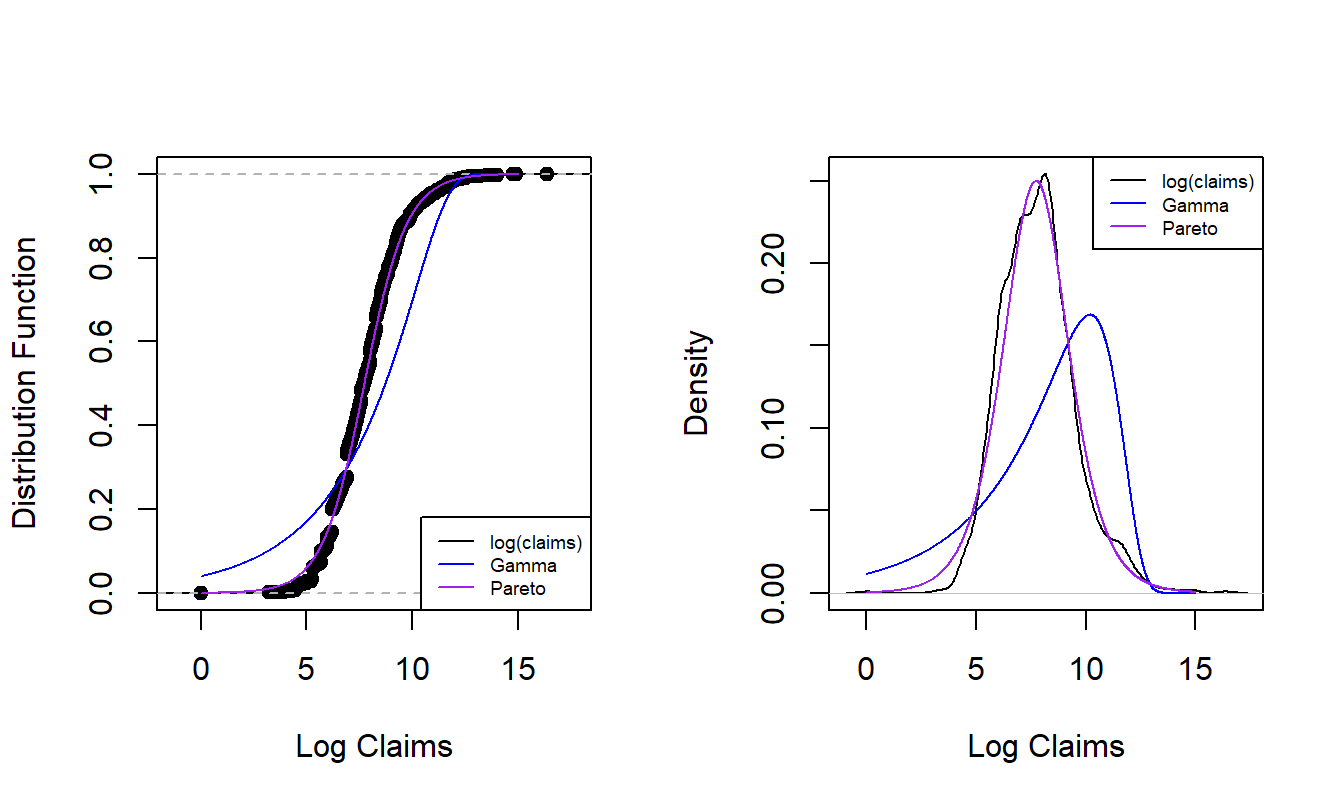 Distribution Function
1.0
0.8
0.6
0.4
0.2
0.0
log(claims)
Gamma
Pareto
0 5 10 15
Log Claims
Density
0.20
0.10
0.00
log(claims)
Gamma
Pareto
0 5 10 15
Log Claims